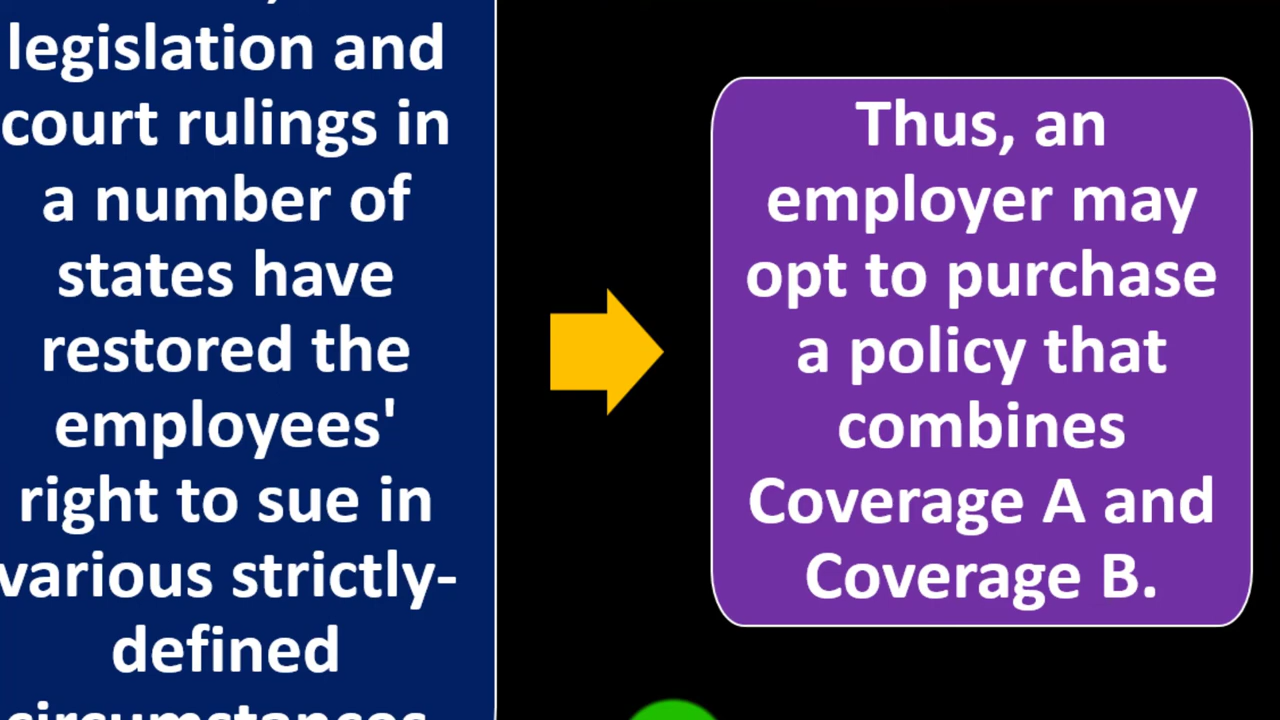 legislation and
court rulings in
a number of
states have
restored the
employees'
right to sue in
various strictly-
defined
circumstances
Thus, an
employer may
opt to purchase
a policy that
combines
Coverage A and
Coverage B.